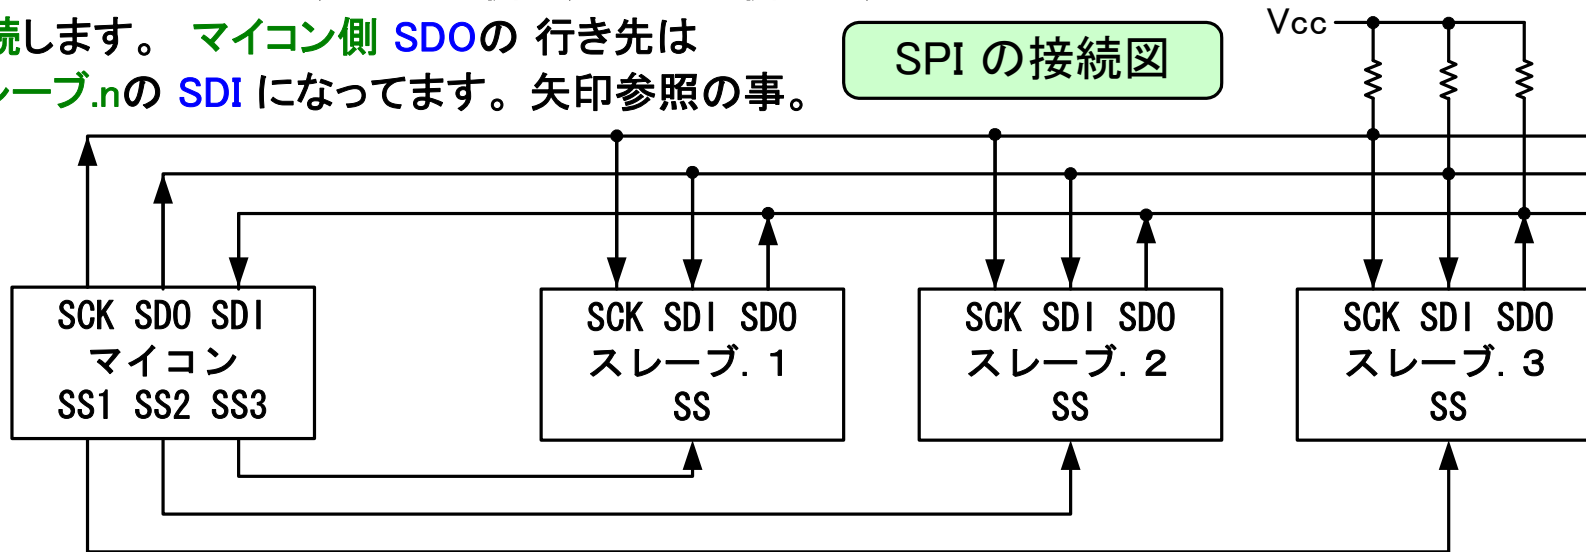 続します。 マイコン側 SDOの 行き先は
レーブ.nの SDI になってます。矢印参照の事。
SPI の接続図
Vcc
SCK SDO SDI
マイコン
SS1 SS2 SS3
SCK SDI SDO
スレーブ. 1
SS
SCK SDI SDO
スレーブ. 2
SS
SCK SDI SDO
スレーブ. 3
SS